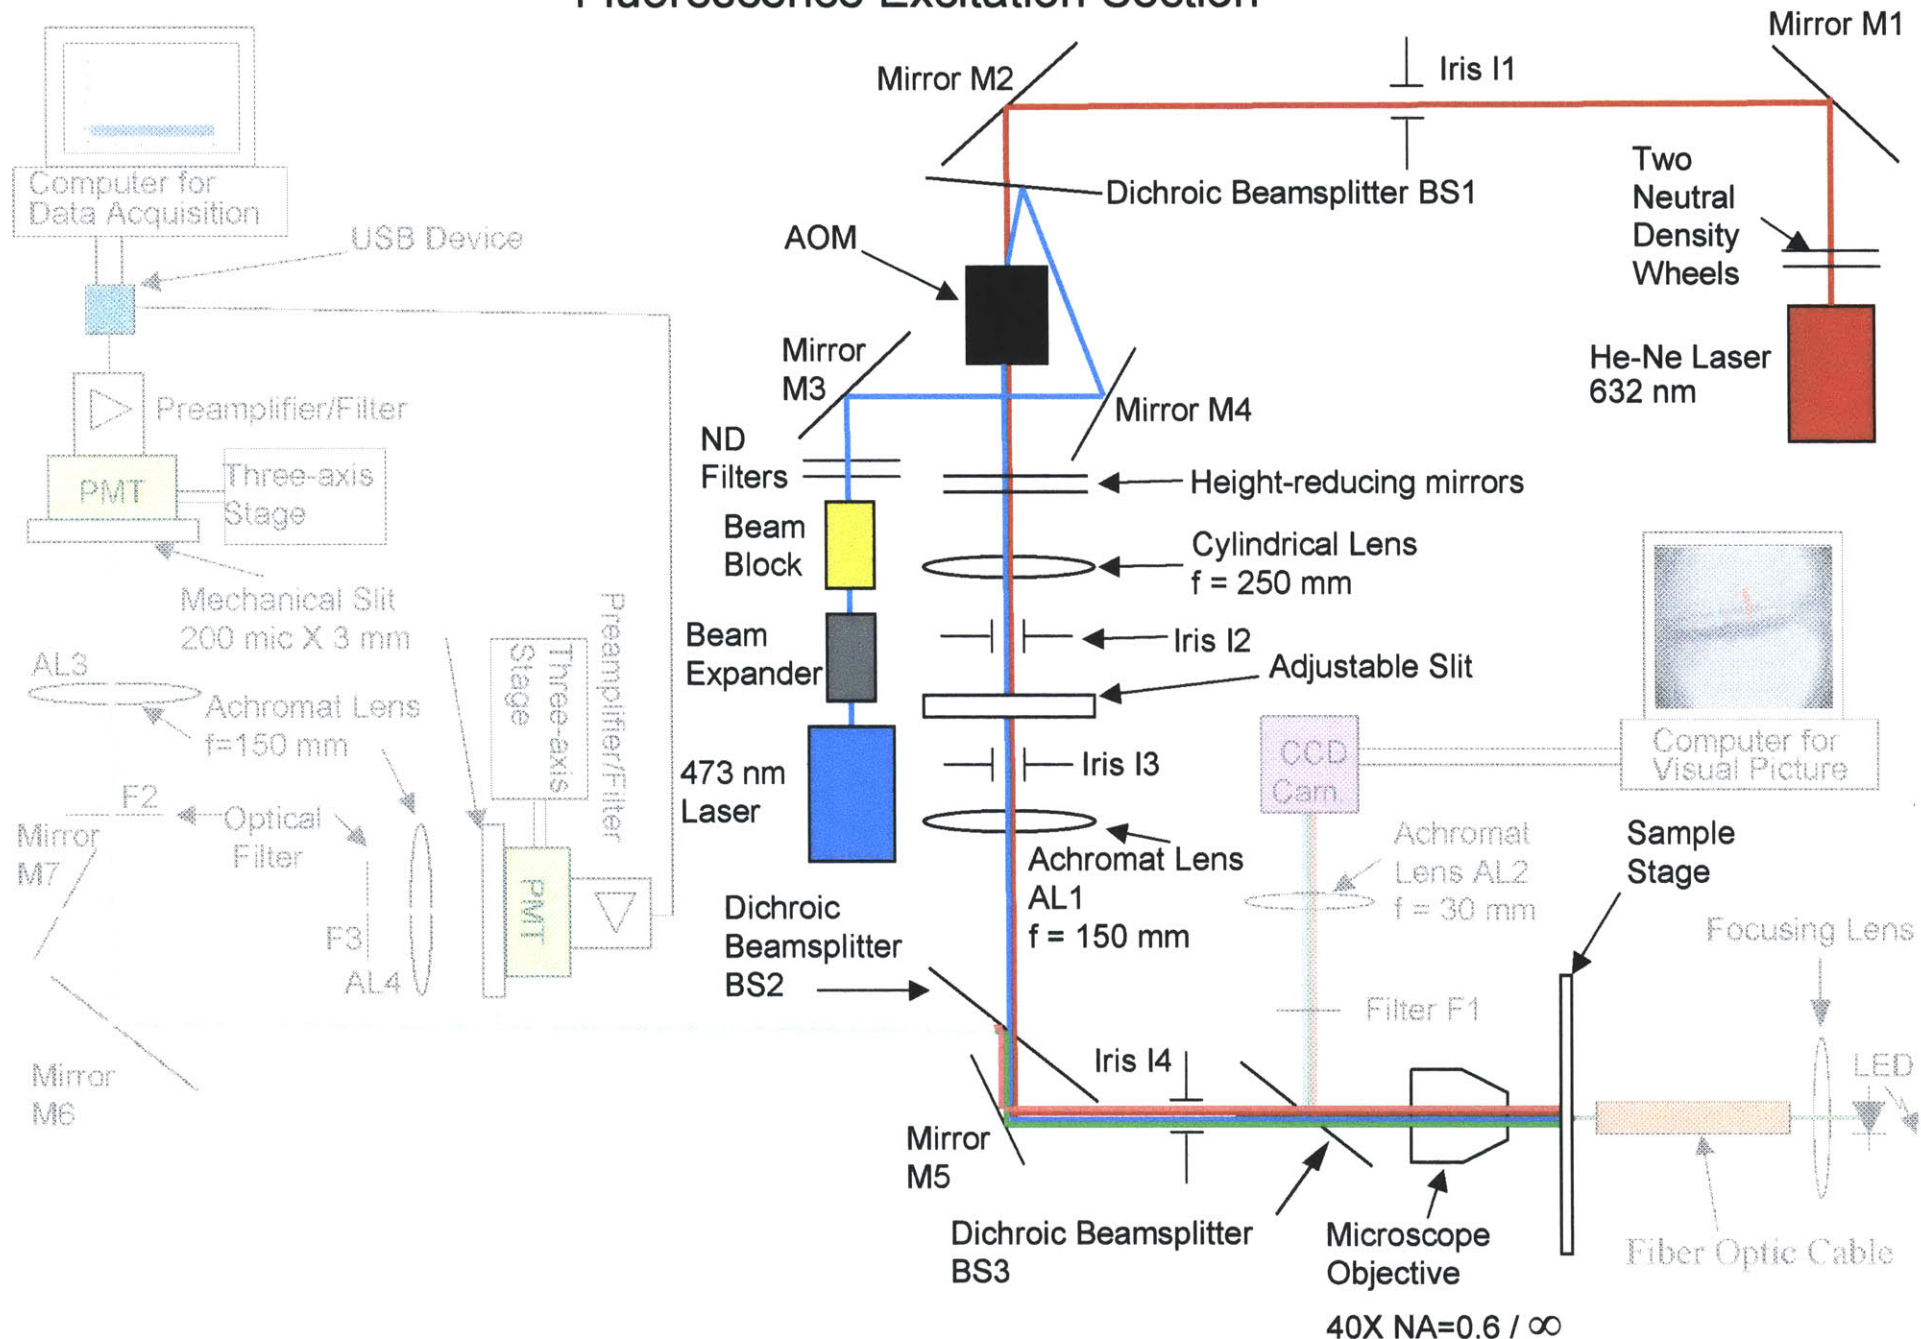 Fluorescence Excitation Section
Mirror M1
Mirror M2
Iris I1
Two
Neutral
Density
Wheels
Dichroic Beamsplitter BS1
Computer for
Data Acquisition
USB Device
AOM
Mirror
M3
Mirror M4
He-Ne Laser
632 nm
Preamplifier/Filter
ND
Filters
Three-axis
Stage
PMT
Height-reducing mirrors
Beam
Block
Cylindrical Lens
f = 250 mm
Mechanical Slit
200 mic X 3 mm
Preamplifier/Filter
Three-axis
Stage
Beam
Expander
Iris I2
Adjustable Slit
AL3
Achromat Lens
f=150 mm
473 nm
Laser
Iris I3
CCD
Cam.
Computer for
Visual Picture
F2
Optical
Filter
Mirror
M7
F3
AL4
PMT
Achromat Lens
AL1
f = 150 mm
Achromat
Lens AL2
f = 30 mm
Sample
Stage
Dichroic
Beamsplitter
BS2
Focusing Lens
Filter F1
Iris I4
LED
Mirror
M6
Mirror
M5
Dichroic Beamsplitter
BS3
Microscope
Objective
40X NA=0.6 / ∞
Fiber Optic Cable